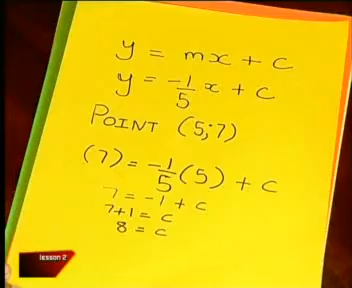 y = mx + c
y = -1/5 x + c
POINT (5;7)
(7) = -1/5 (5) + c
7 = -1 + c
7+1 = c
8 = c
lesson 2